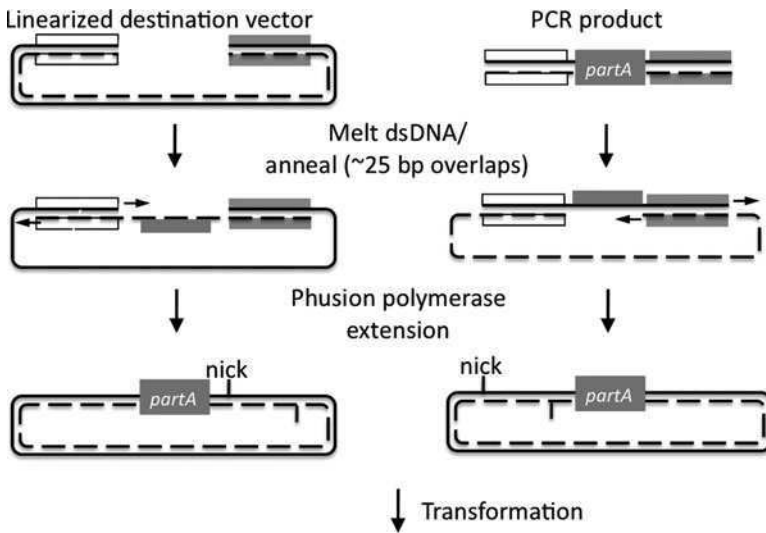 Linearized destination vector
PCR product
partA
Melt dsDNA/
anneal (~25 bp overlaps)
Phusion polymerase
extension
nick
nick
partA
partA
Transformation